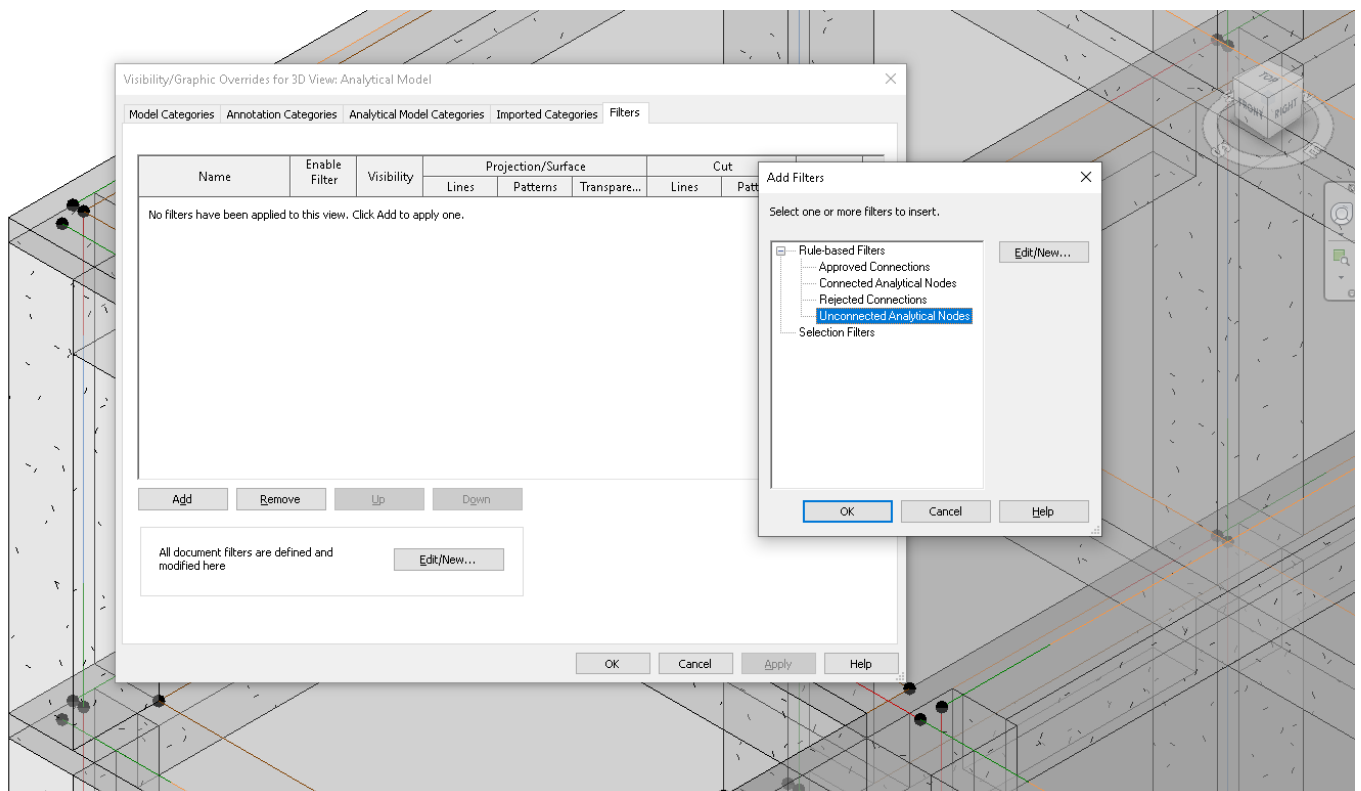 Visibility/Graphic Overrides for 3D View: Analytical Model
Model Categories Annotation Categories Analytical Model Categories Imported Categories Filters
Name Enable Filter Visibility Projection/Surface Cut
Lines Patterns Transpare... Lines Patt
No filters have been applied to this view. Click Add to apply one.
Add Remove Up Down
All document filters are defined and
modified here
Edit/New...
OK Cancel Apply Help
Add Filters
Select one or more filters to insert.
Rule-based Filters
Approved Connections
Connected Analytical Nodes
Rejected Connections
Unconnected Analytical Nodes
Selection Filters
Edit/New...
OK Cancel Help
TOP
FRONT RIGHT